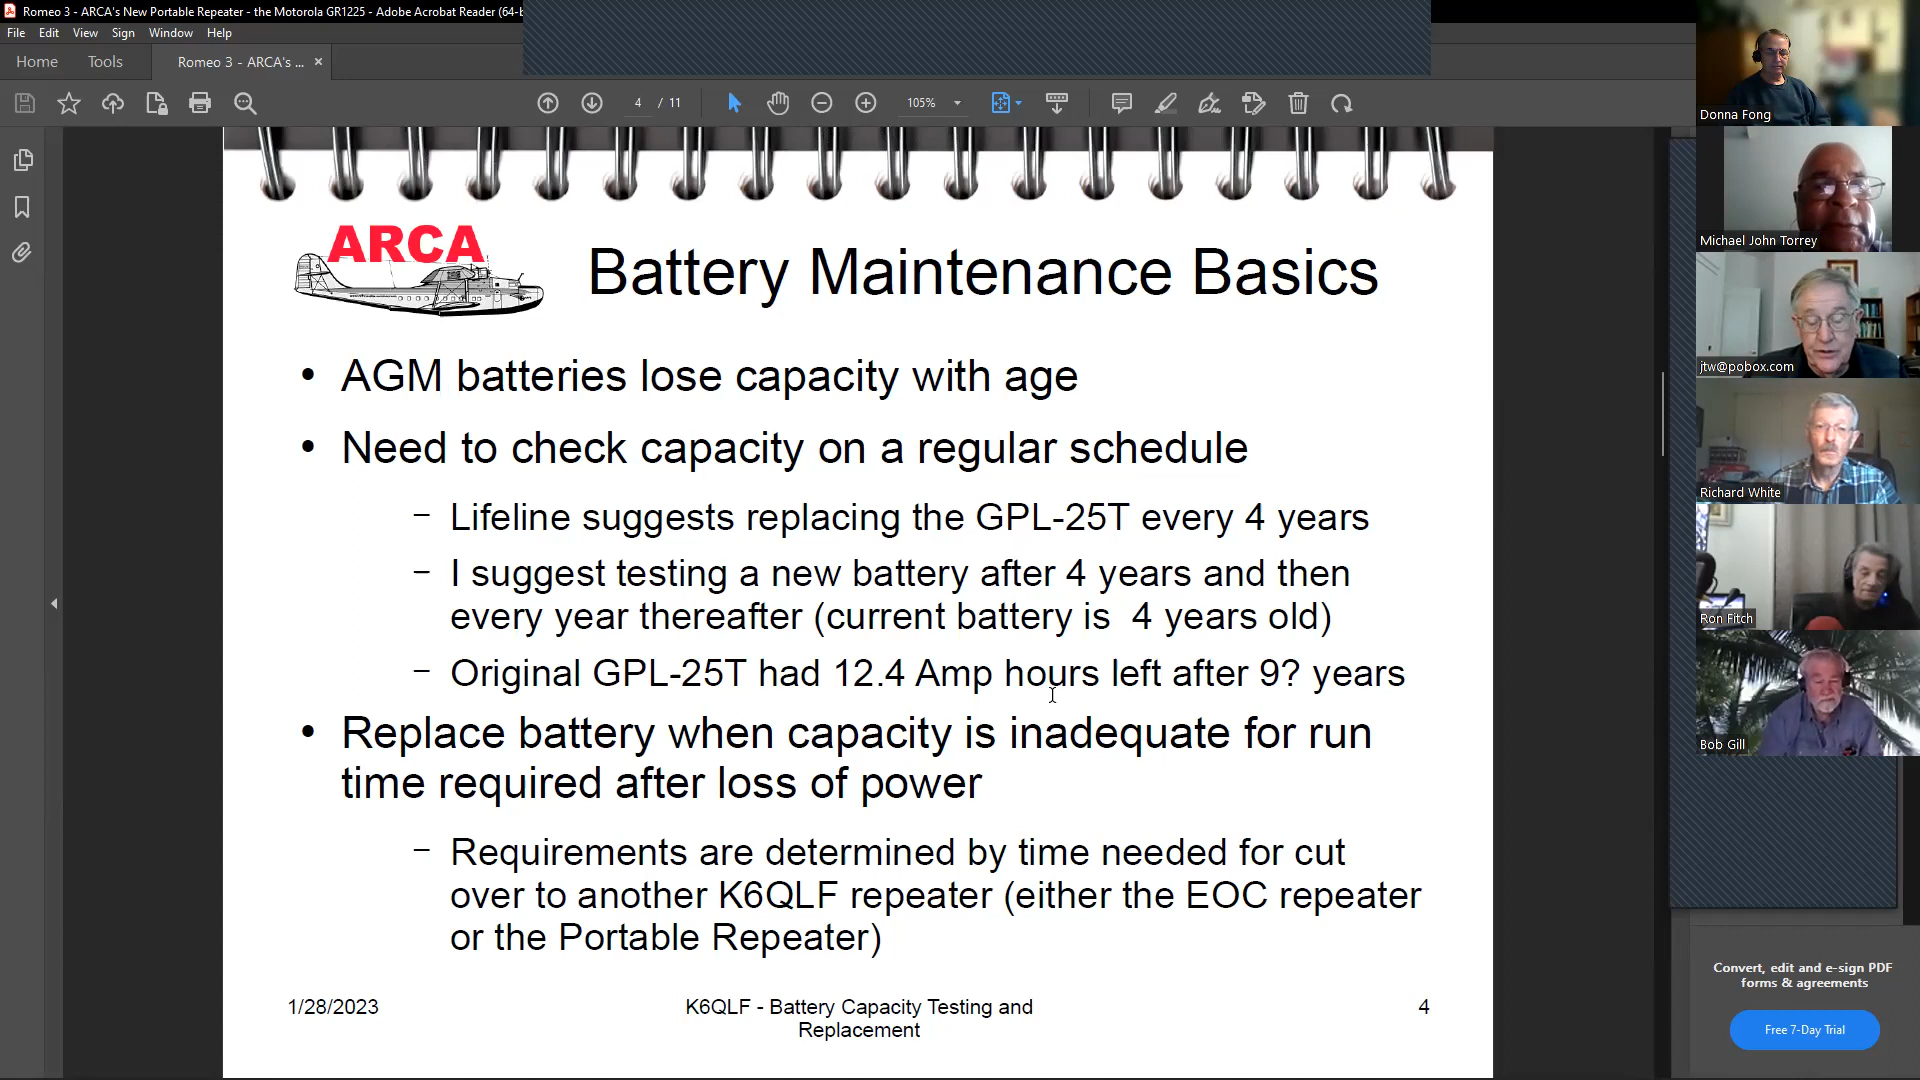 Romeo 3 - ARCA's New Portable Repeater - the Motorola GR1225 - Adobe Acrobat Reader (64-b
File Edit View Sign Window Help
Home Tools Romeo 3 - ARCA's ... ×
4 / 11 105%
ARCA
Battery Maintenance Basics
• AGM batteries lose capacity with age
• Need to check capacity on a regular schedule
– Lifeline suggests replacing the GPL-25T every 4 years
– I suggest testing a new battery after 4 years and then
every year thereafter (current battery is 4 years old)
– Original GPL-25T had 12.4 Amp hours left after 9? years
• Replace battery when capacity is inadequate for run
time required after loss of power
– Requirements are determined by time needed for cut
over to another K6QLF repeater (either the EOC repeater
or the Portable Repeater)
1/28/2023
K6QLF - Battery Capacity Testing and
Replacement
4
Donna Fong
Michael John Torrey
jtw@pobox.com
Richard White
Ron Fitch
Bob Gill
Convert, edit and e-sign PDF
forms & agreements
Free 7-Day Trial